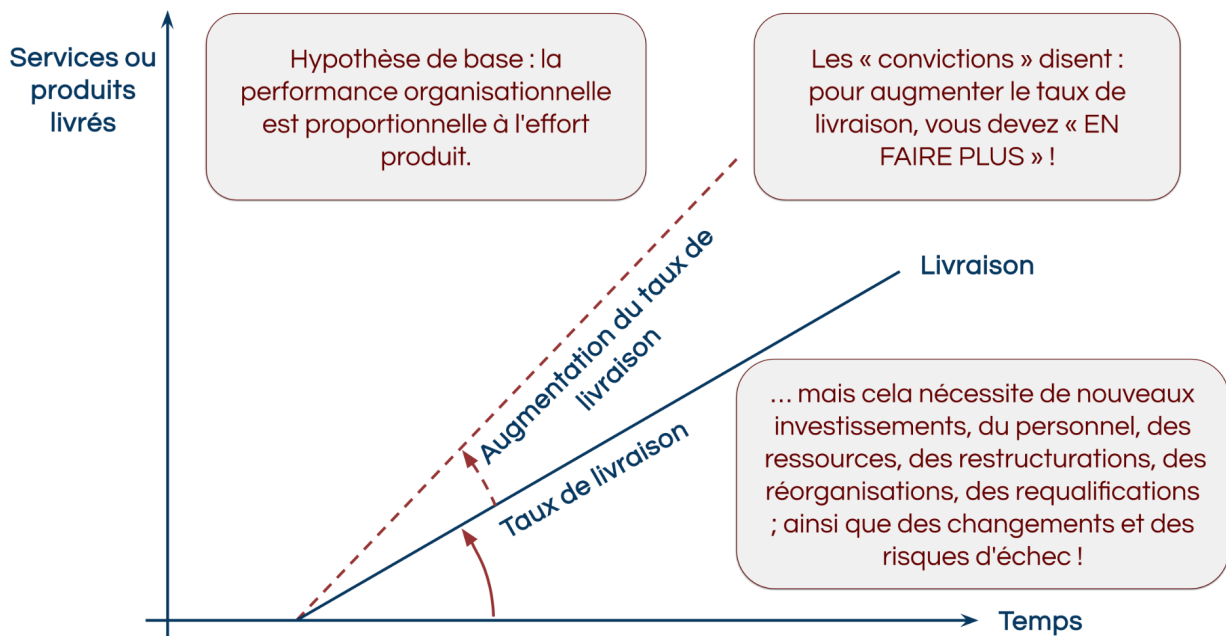 Services ou
produits
livrés
Hypothèse de base : la
performance organisationnelle
est proportionnelle à l'effort
produit.
Les « convictions » disent :
pour augmenter le taux de
livraison, vous devez « EN
FAIRE PLUS » !
Augmentation du taux de
livraison
Livraison
Taux de livraison
… mais cela nécessite de nouveaux
investissements, du personnel, des
ressources, des restructurations, des
réorganisations, des requalifications
; ainsi que des changements et des
risques d'échec !
Temps